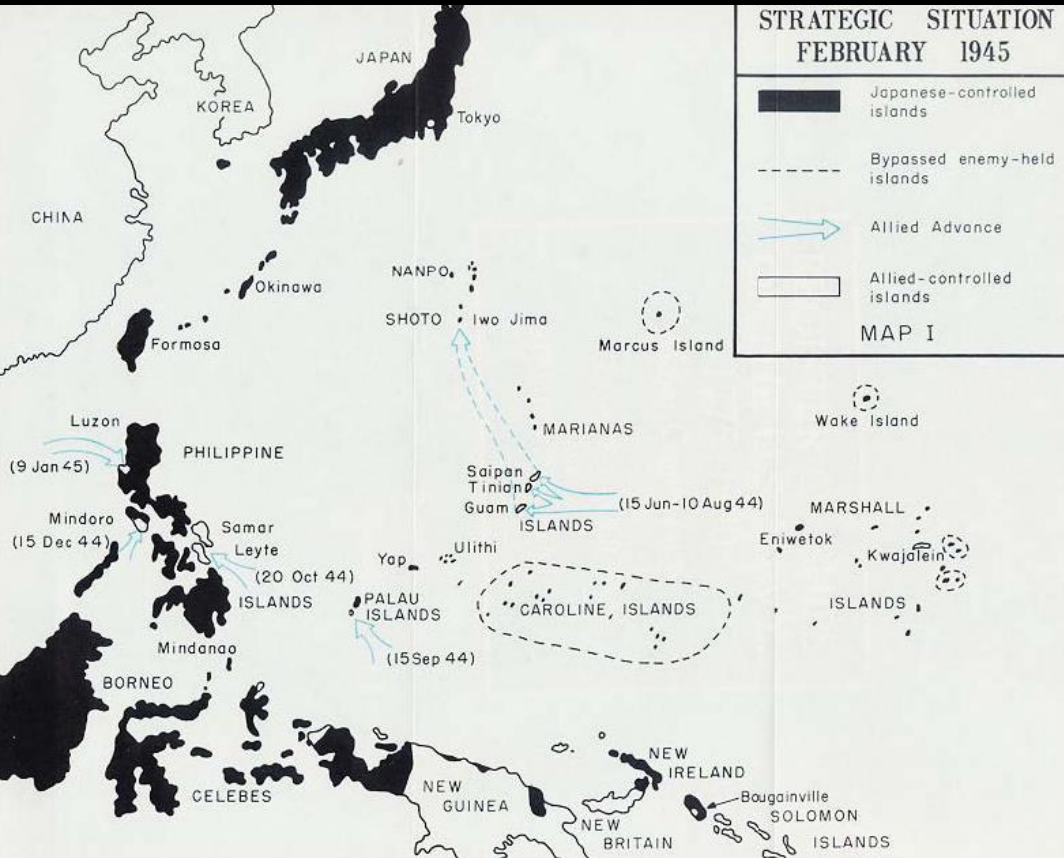 STRATEGIC SITUATION
FEBRUARY 1945
Japanese-controlled
islands
Bypassed enemy-held
islands
Allied Advance
Allied-controlled
islands
MAP I
JAPAN
KOREA
Tokyo
CHINA
NANPO
Okinawa
SHOTO
Iwo Jima
Formosa
Marcus Island
Luzon
Wake Island
MARIANAS
PHILIPPINE
(9 Jan 45)
Saipan
Tinian
(15 Jun-10 Aug 44)
Guam
MARSHALL
Mindoro
Samar
ISLANDS
(15 Dec 44)
Eniwetok
Leyte
Ulithi
Kwajalein
Yap
(20 Oct 44)
ISLANDS
PALAU
ISLANDS
CAROLINE ISLANDS
ISLANDS
Mindanao
(15 Sep 44)
BORNEO
NEW
IRELAND
NEW
GUINEA
CELEBES
Bougainville
SOLOMON
ISLANDS
NEW
BRITAIN